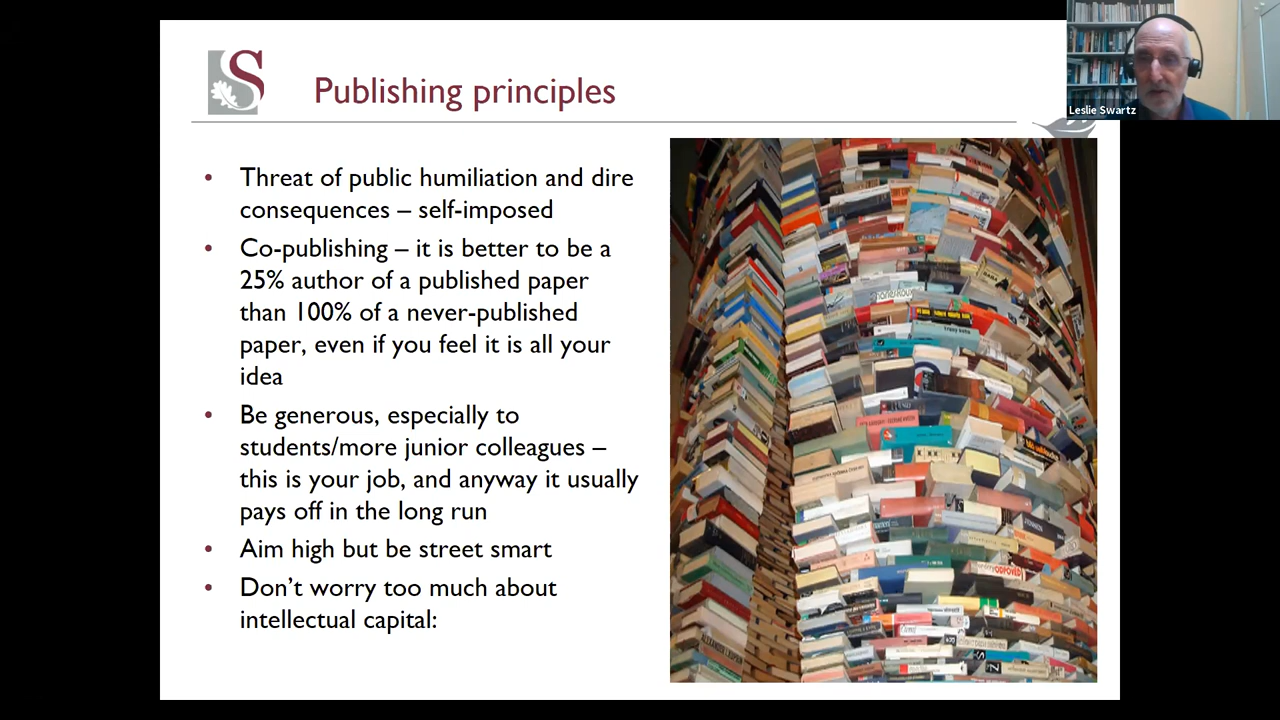 Publishing principles
Leslie Swartz
• Threat of public humiliation and dire
consequences – self-imposed
• Co-publishing – it is better to be a
25% author of a published paper
than 100% of a never-published
paper, even if you feel it is all your
idea
• Be generous, especially to
students/more junior colleagues –
this is your job, and anyway it usually
pays off in the long run
• Aim high but be street smart
• Don't worry too much about
intellectual capital:
ODPOVĚĎ